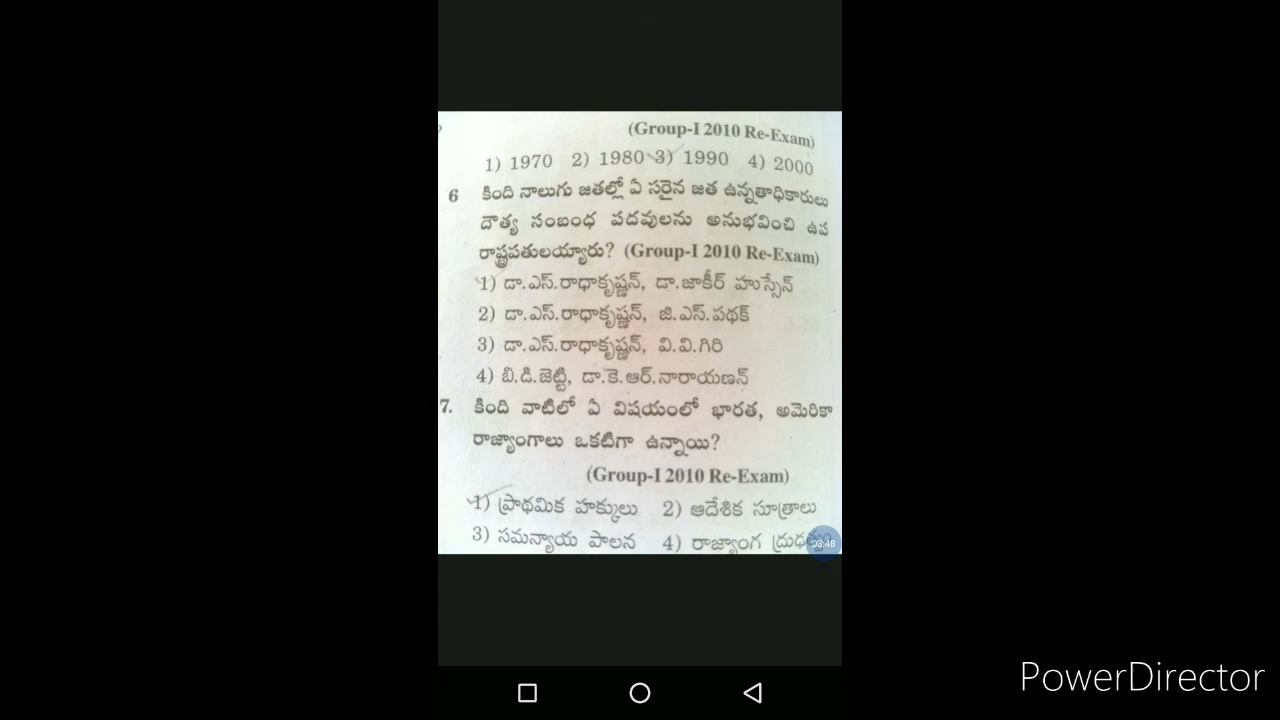 (Group-I 2010 Re-Exam)
1) 1970 2) 1980 3) 1990 4) 2000
6 కింది నాలుగు జతల్లో ఏ సరైన జత ఉన్నతాధికారులు
దౌత్య సంబంధ పదవులను అనుభవించి ఉప
రాష్ట్రపతులయ్యారు? (Group-I 2010 Re-Exam)
1) డా.ఎస్.రాధాకృష్ణన్, డా.జాకీర్ హుస్సేన్
2) డా.ఎస్.రాధాకృష్ణన్, జి.ఎస్.పథక్
3) డా.ఎస్.రాధాకృష్ణన్, వి.వి.గిరి
4) బి.డి.జెట్టి, డా.కె.ఆర్.నారాయణన్
7. కింది వాటిలో ఏ విషయంలో భారత, అమెరికా
రాజ్యాంగాలు ఒకటిగా ఉన్నాయి?
(Group-I 2010 Re-Exam)
1) ప్రాథమిక హక్కులు 2) ఆదేశిక సూత్రాలు
3) సమన్యాయ పాలన 4) రాజ్యాంగ
03:48
PowerDirector